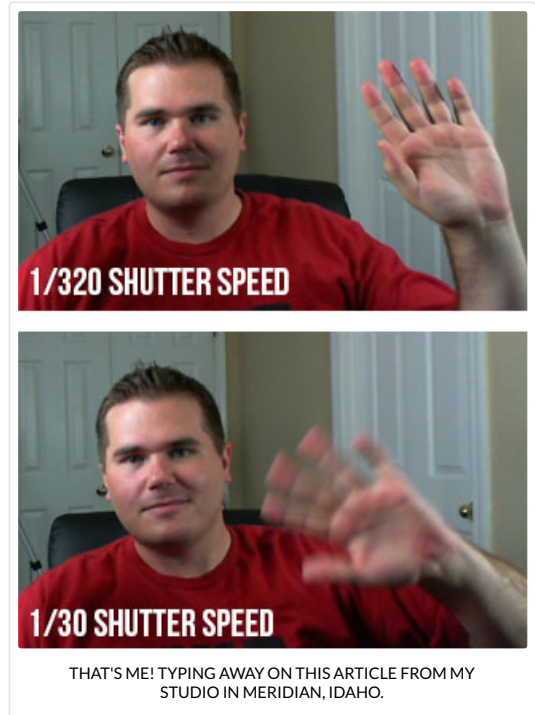 1/320 SHUTTER SPEED
1/30 SHUTTER SPEED
THAT'S ME! TYPING AWAY ON THIS ARTICLE FROM MY
STUDIO IN MERIDIAN, IDAHO.